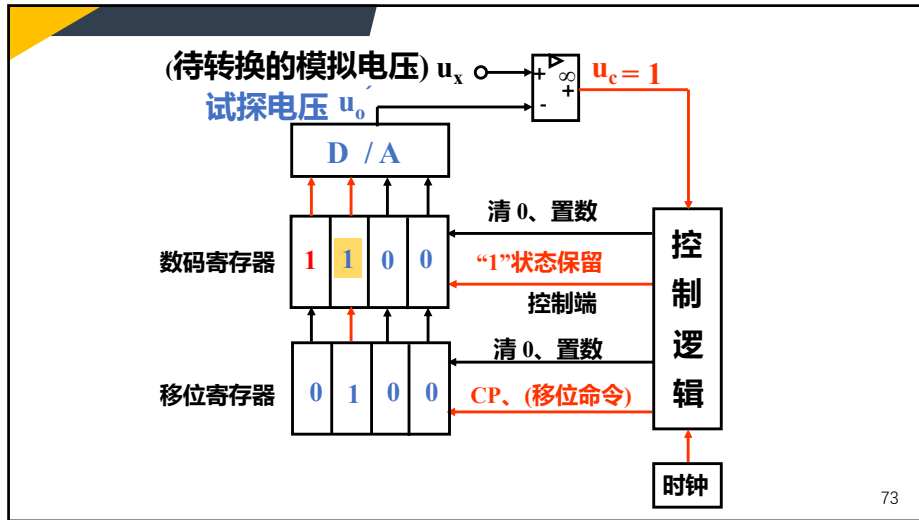 (待转换的模拟电压) uₓ
+ ▷ ∞ +
-
u_c = 1
试探电压 u_o′
D / A
清 0、置数
数码寄存器
1 1 0 0
“1”状态保留
控制端
控制逻辑
清 0、置数
移位寄存器
0 1 0 0
CP、(移位命令)
时钟
73